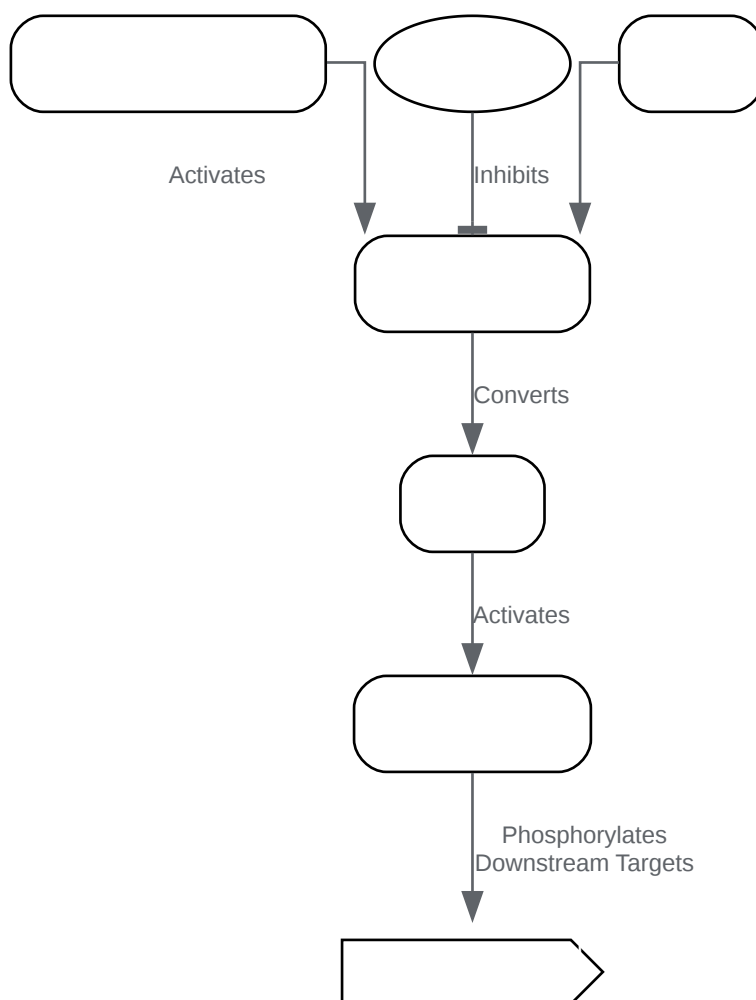 Activates
Inhibits
Converts
Activates
Phosphorylates
Downstream Targets